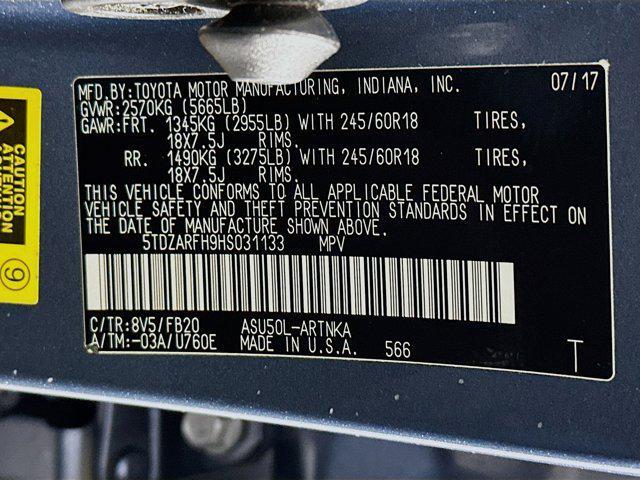 MFD.BY:TOYOTA MOTOR MANUFACTURING, INDIANA, INC. 07/17
GVWR:2570KG (5665LB)
GAWR:FRT. 1345KG (2955LB) WITH 245/60R18 TIRES,
18X7.5J RIMS.
RR. 1490KG (3275LB) WITH 245/60R18 TIRES,
18X7.5J RIMS.
THIS VEHICLE CONFORMS TO ALL APPLICABLE FEDERAL MOTOR
VEHICLE SAFETY AND THEFT PREVENTION STANDARDS IN EFFECT ON
THE DATE OF MANUFACTURE SHOWN ABOVE.
5TDZARFH9HS031133 MPV
C/TR:8V5/FB20 ASU50L-ARTNKA
A/TM:-03A/U760E MADE IN U.S.A. 566 T
CAUTION
ATTENTION
9